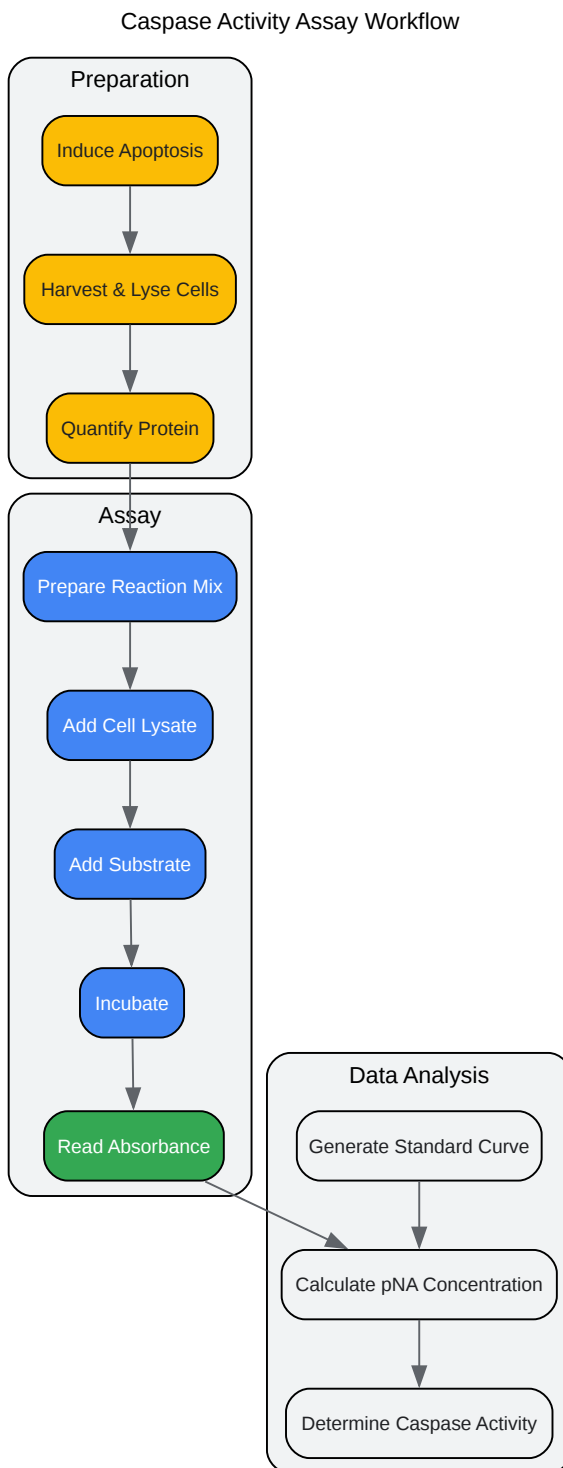 Caspase Activity Assay Workflow
Preparation
Induce Apoptosis
Harvest & Lyse Cells
Quantify Protein
Assay
Prepare Reaction Mix
Add Cell Lysate
Add Substrate
Incubate
Read Absorbance
Data Analysis
Generate Standard Curve
Calculate pNA Concentration
Determine Caspase Activity